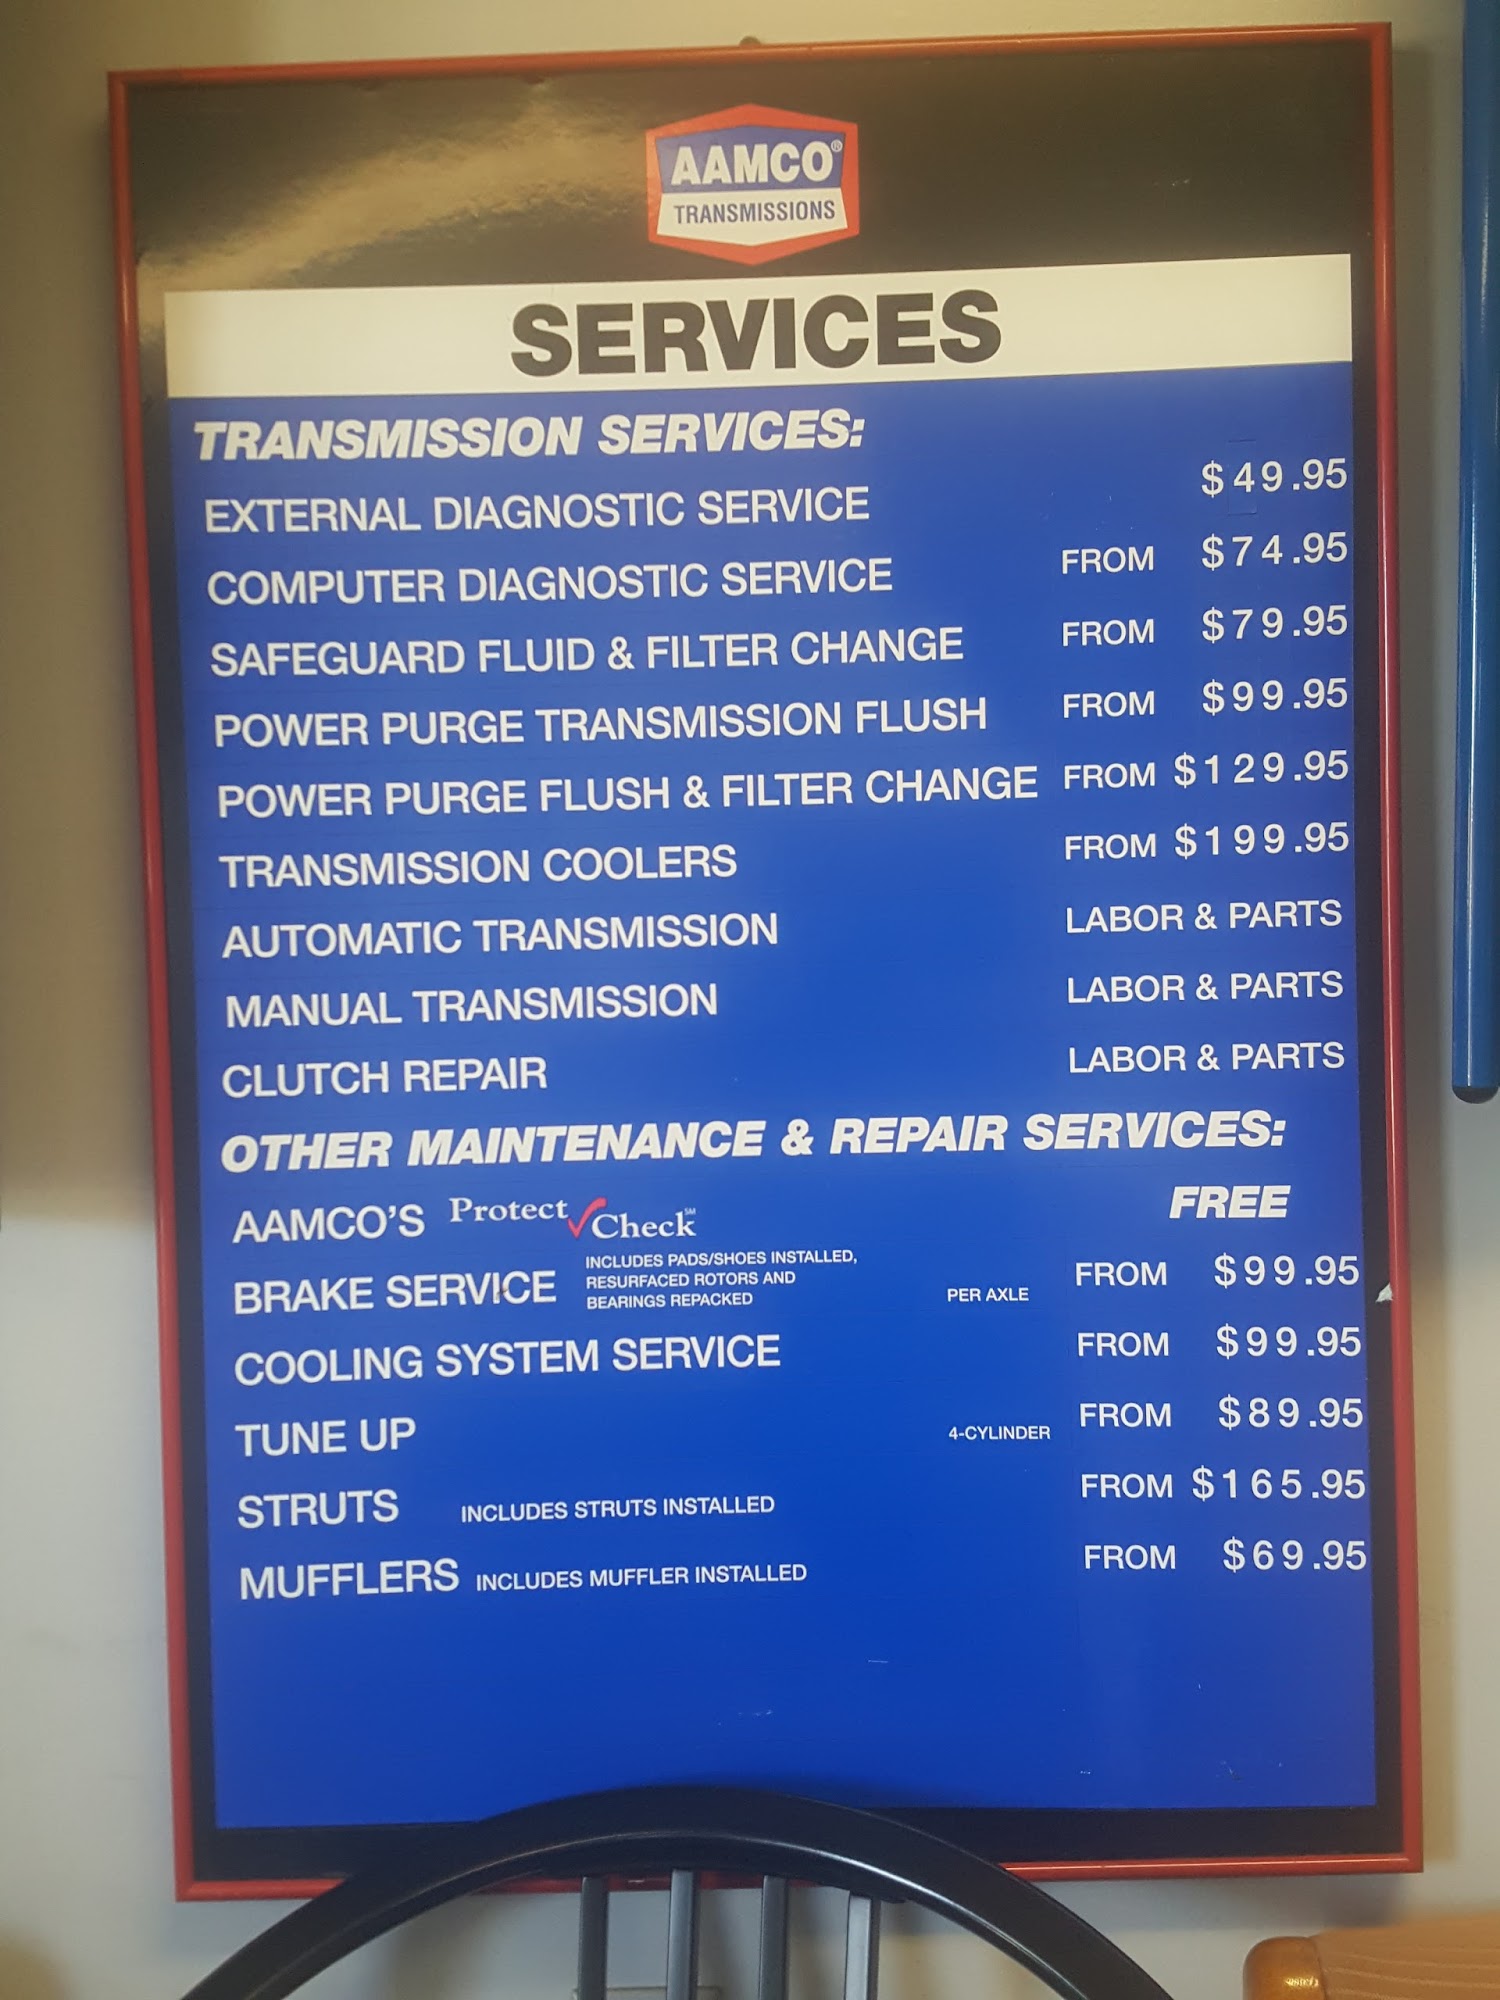 AAMCO®
TRANSMISSIONS
SERVICES
TRANSMISSION SERVICES:
EXTERNAL DIAGNOSTIC SERVICE $49.95
COMPUTER DIAGNOSTIC SERVICE FROM $74.95
SAFEGUARD FLUID & FILTER CHANGE FROM $79.95
POWER PURGE TRANSMISSION FLUSH FROM $99.95
POWER PURGE FLUSH & FILTER CHANGE FROM $129.95
TRANSMISSION COOLERS FROM $199.95
AUTOMATIC TRANSMISSION LABOR & PARTS
MANUAL TRANSMISSION LABOR & PARTS
CLUTCH REPAIR LABOR & PARTS
OTHER MAINTENANCE & REPAIR SERVICES:
AAMCO'S Protect Check℠ FREE
BRAKE SERVICE INCLUDES PADS/SHOES INSTALLED,
RESURFACED ROTORS AND
BEARINGS REPACKED PER AXLE FROM $99.95
COOLING SYSTEM SERVICE FROM $99.95
TUNE UP 4-CYLINDER FROM $89.95
STRUTS INCLUDES STRUTS INSTALLED FROM $165.95
MUFFLERS INCLUDES MUFFLER INSTALLED FROM $69.95